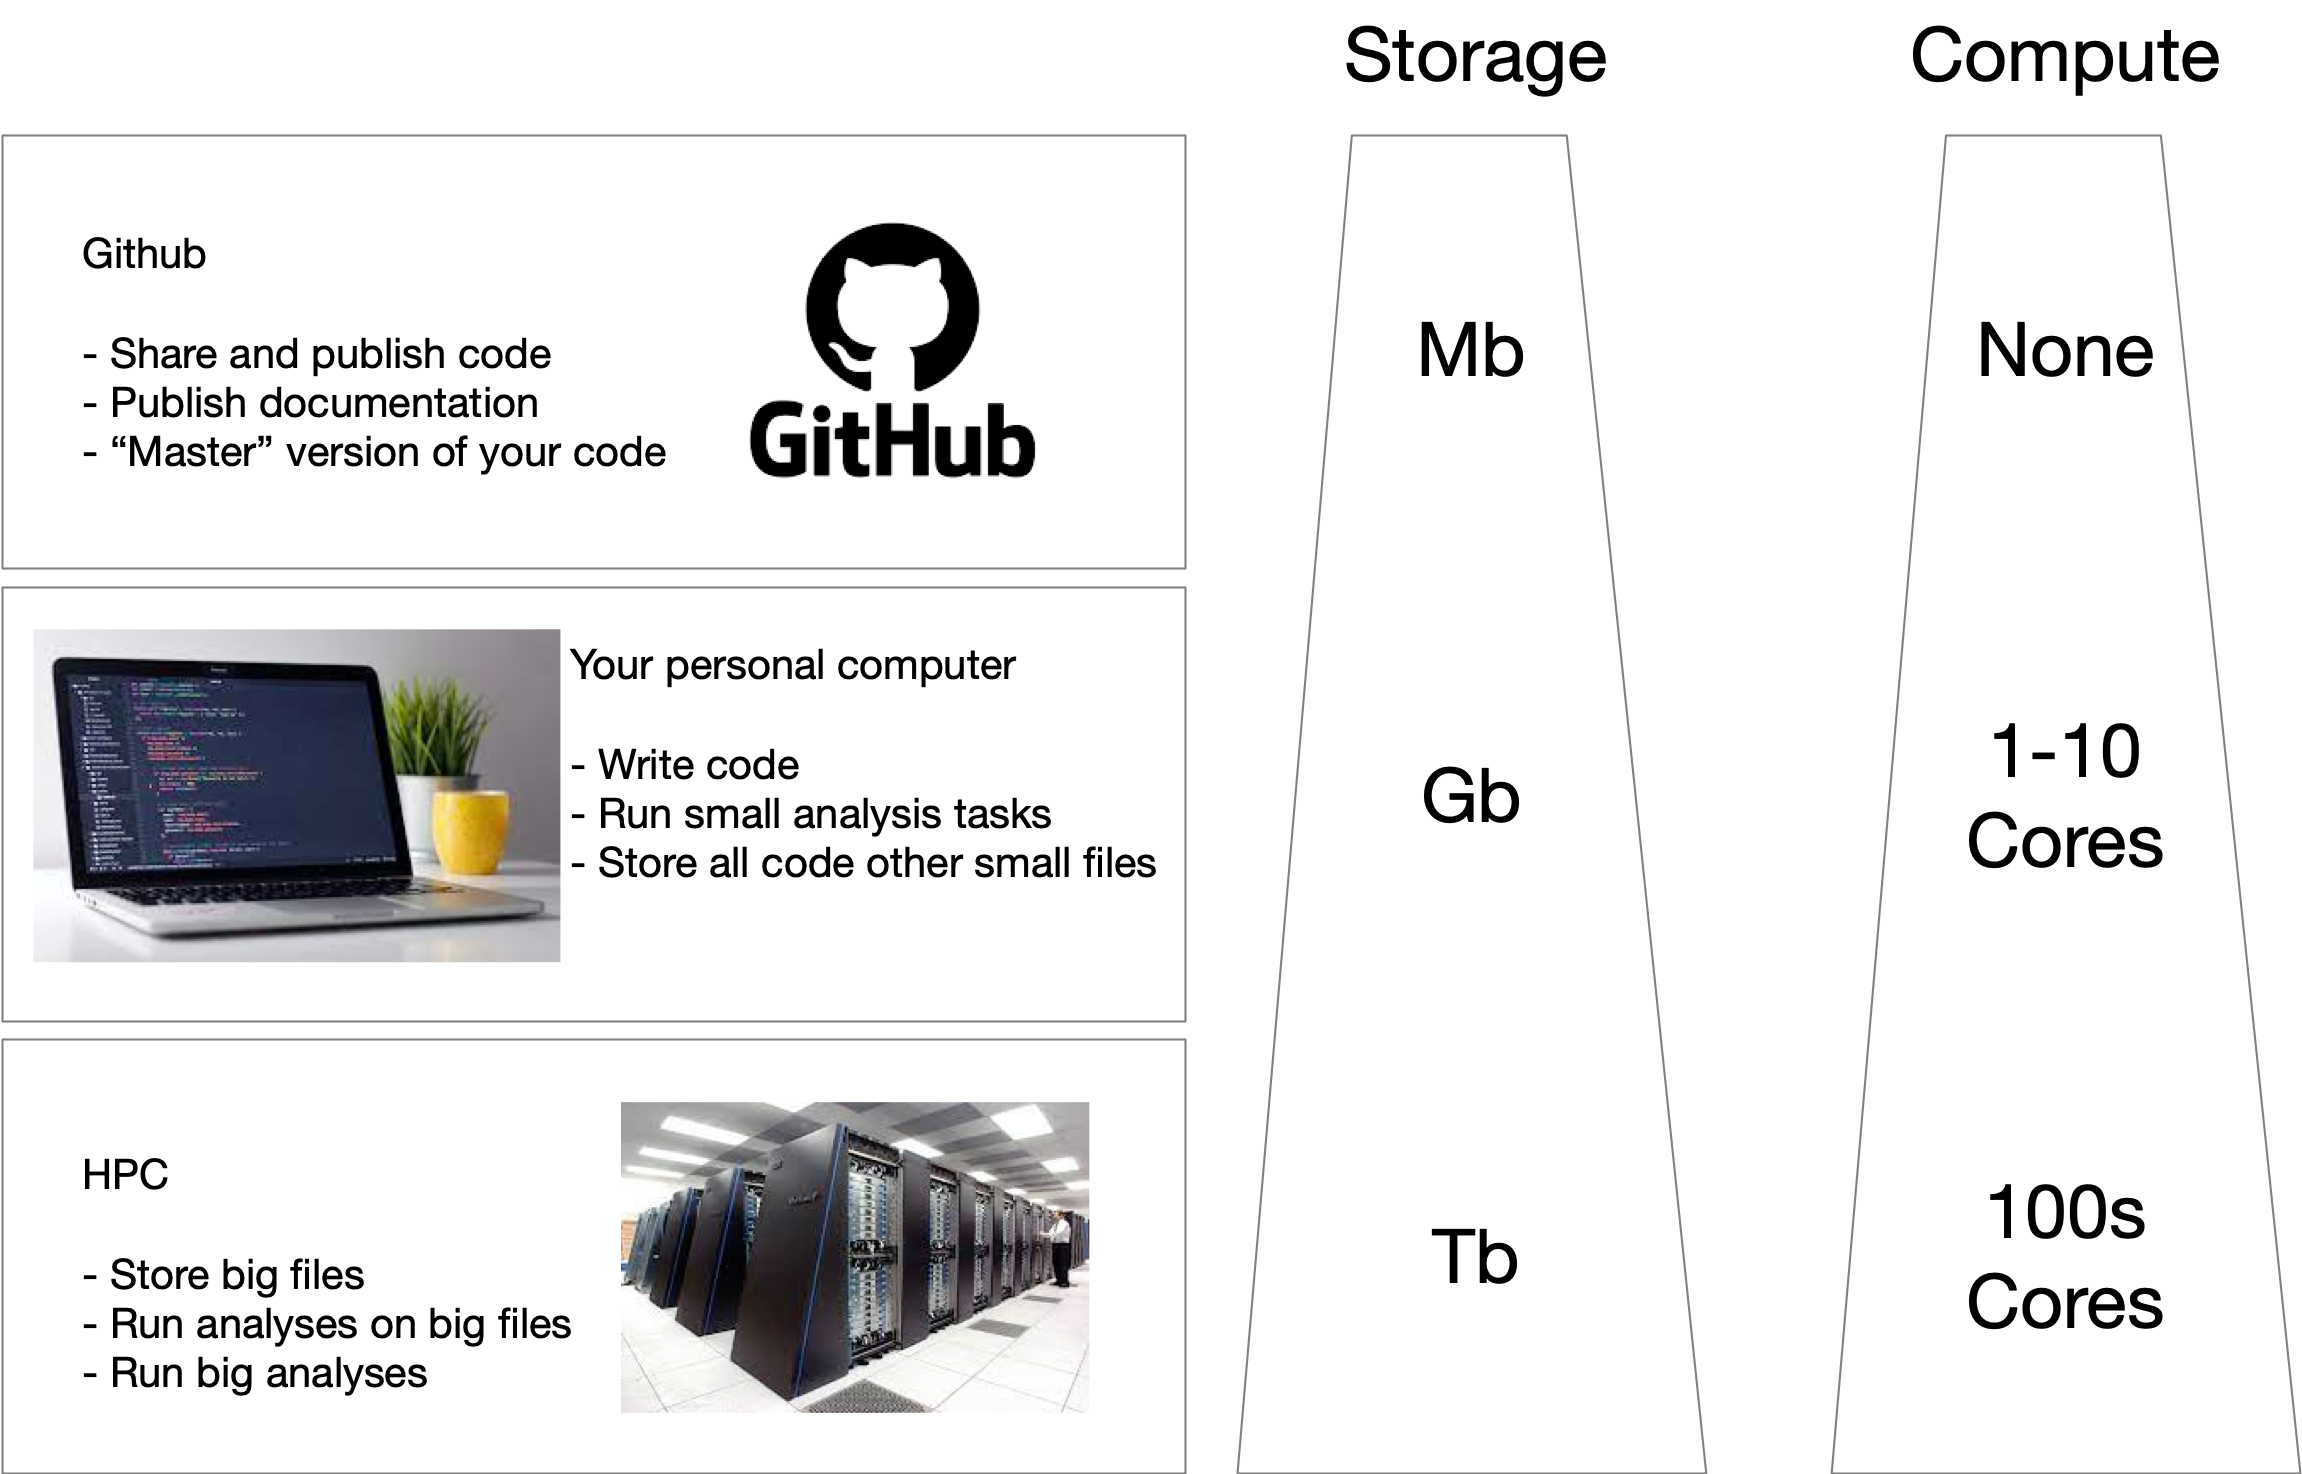 Storage
Compute
Github
- Share and publish code
- Publish documentation
- “Master” version of your code
GitHub
Mb
None
Your personal computer
- Write code
- Run small analysis tasks
- Store all code other small files
Gb
1-10
Cores
HPC
- Store big files
- Run analyses on big files
- Run big analyses
Tb
100s
Cores